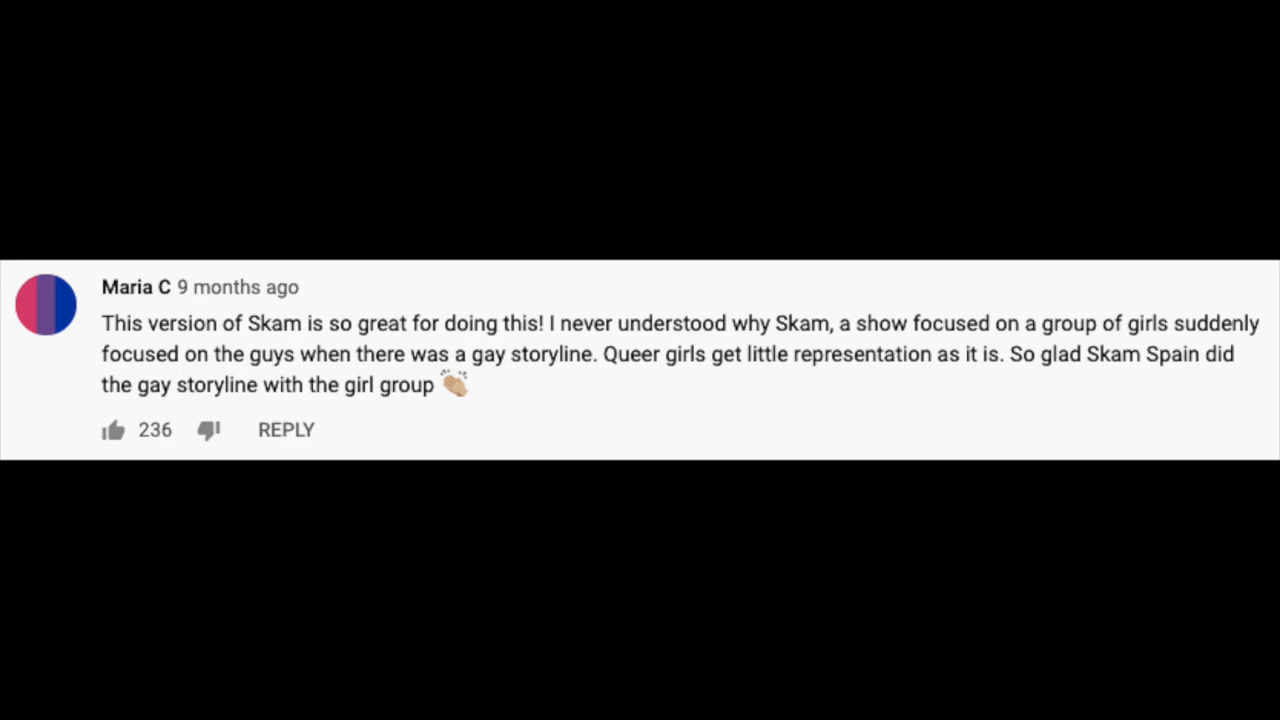 Maria C 9 months ago
This version of Skam is so great for doing this! I never understood why Skam, a show focused on a group of girls suddenly
focused on the guys when there was a gay storyline. Queer girls get little representation as it is. So glad Skam Spain did
the gay storyline with the girl group 👏🏼
236 REPLY